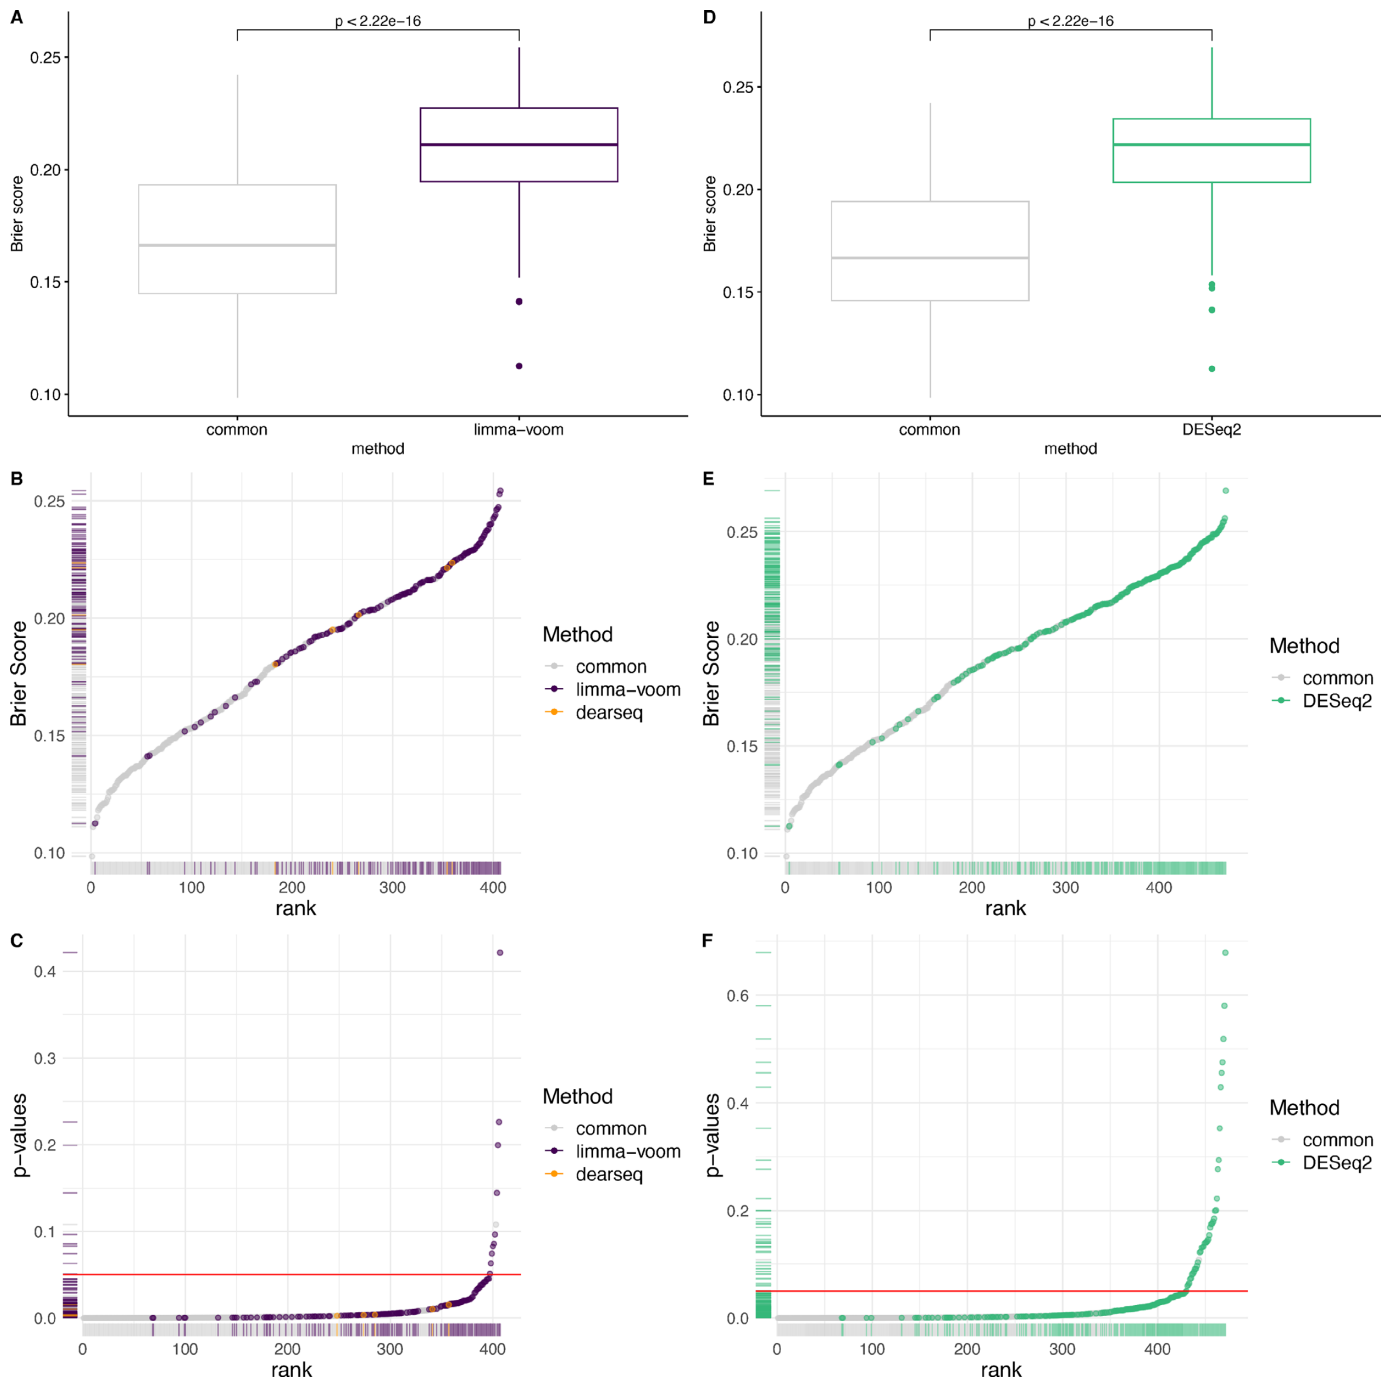 A
p < 2.22e−16
0.25
0.20
0.15
0.10
Brier score
common
limma−voom
method
D
p < 2.22e−16
0.25
0.20
0.15
0.10
Brier score
common
DESeq2
method
B
0.25
0.20
0.15
0.10
Brier Score
0
100
200
300
400
rank
Method
common
limma−voom
dearseq
E
0.25
0.20
0.15
0.10
Brier Score
0
100
200
300
400
rank
Method
common
DESeq2
C
0.4
0.3
0.2
0.1
0.0
p−values
0
100
200
300
400
rank
Method
common
limma−voom
dearseq
F
0.6
0.4
0.2
0.0
p−values
0
100
200
300
400
rank
Method
common
DESeq2